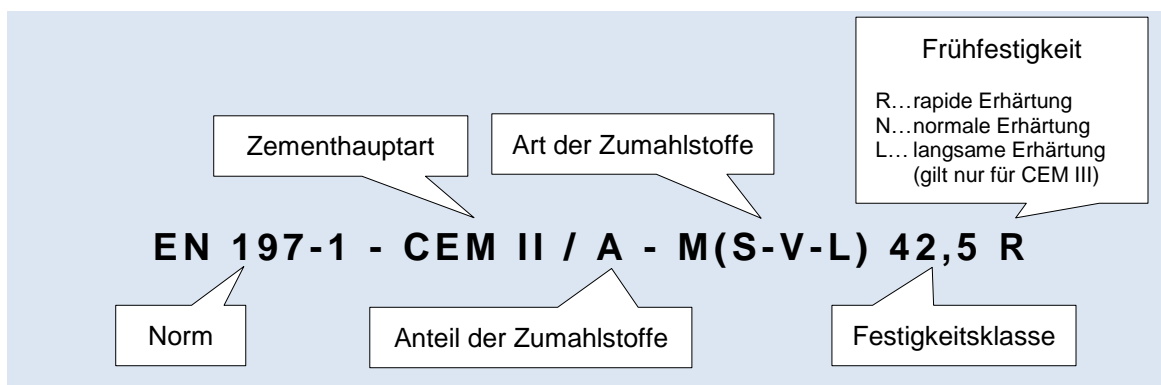 Frühfestigkeit
R…rapide Erhärtung
N…normale Erhärtung
L… langsame Erhärtung
(gilt nur für CEM III)
Zementhauptart
Art der Zumahlstoffe
EN 197-1 - CEM II / A - M(S-V-L) 42,5 R
Norm
Anteil der Zumahlstoffe
Festigkeitsklasse